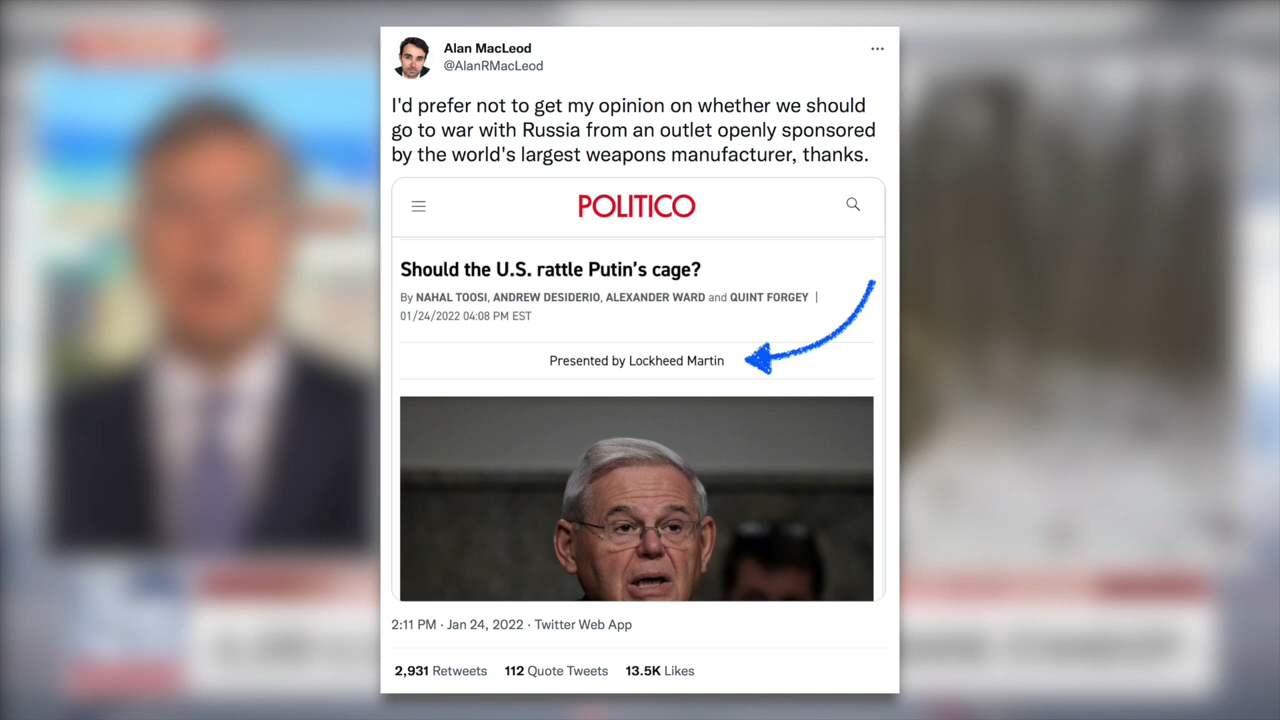 Alan MacLeod
@AlanRMacLeod
I'd prefer not to get my opinion on whether we should
go to war with Russia from an outlet openly sponsored
by the world's largest weapons manufacturer, thanks.
POLITICO
Should the U.S. rattle Putin's cage?
By NAHAL TOOSI, ANDREW DESIDERIO, ALEXANDER WARD and QUINT FORGEY |
01/24/2022 04:08 PM EST
Presented by Lockheed Martin
2:11 PM · Jan 24, 2022 · Twitter Web App
2,931 Retweets 112 Quote Tweets 13.5K Likes